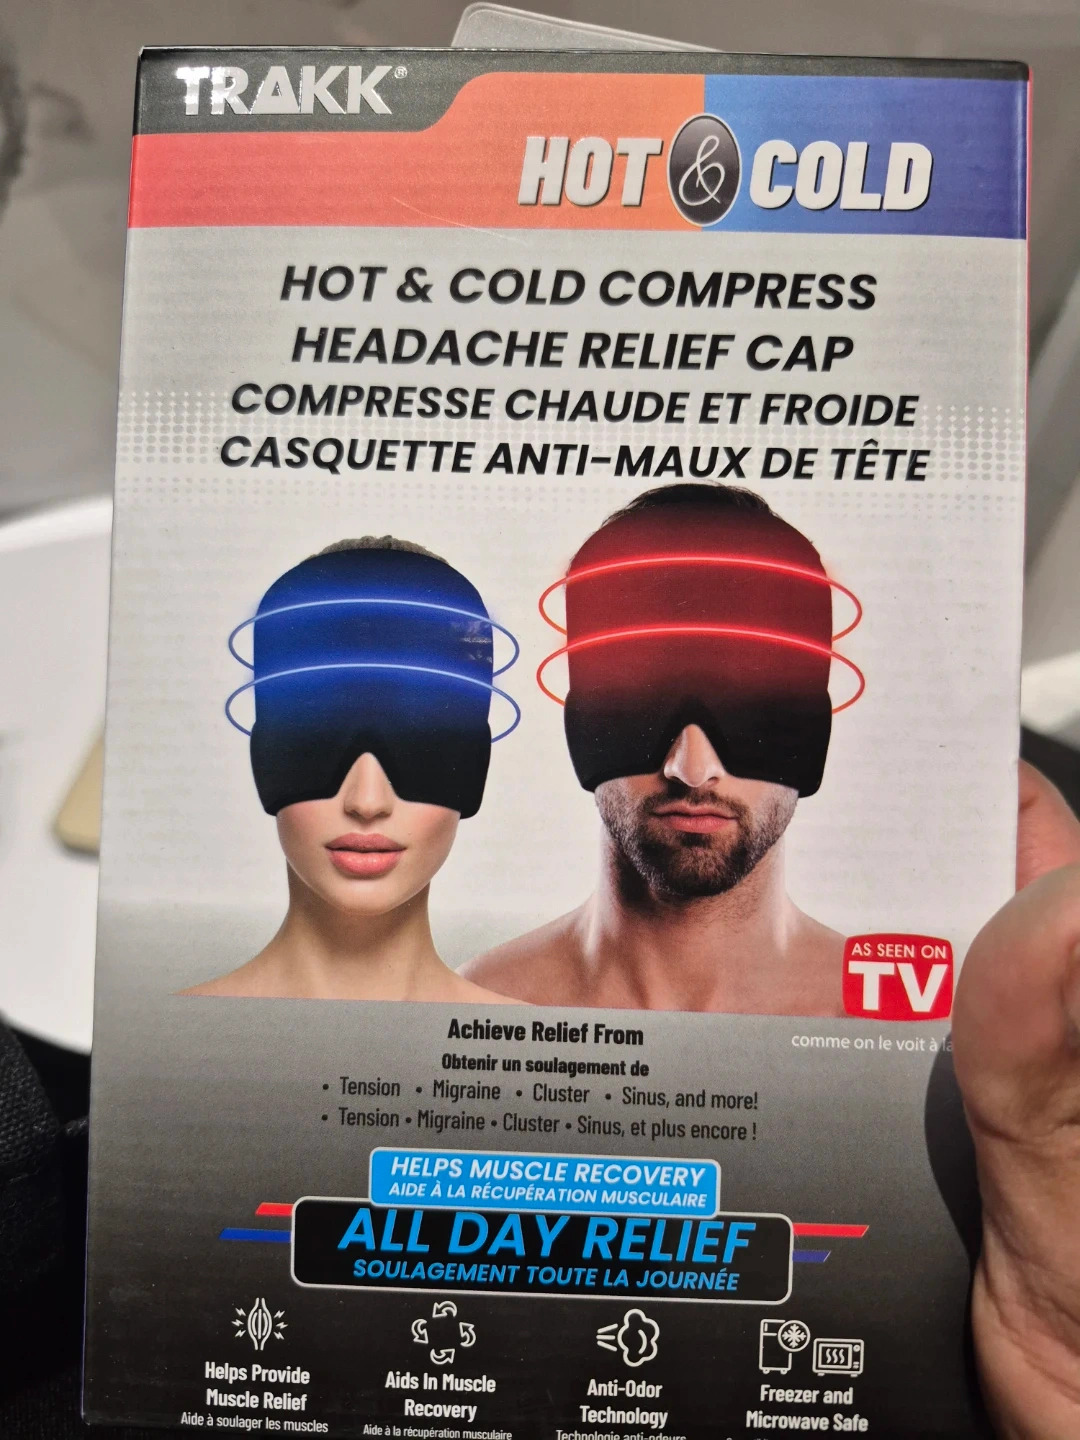 TRAKK®
HOT & COLD
HOT & COLD COMPRESS
HEADACHE RELIEF CAP
COMPRESSE CHAUDE ET FROIDE
CASQUETTE ANTI-MAUX DE TÊTE
AS SEEN ON
TV
comme on le voit à la
Achieve Relief From
Obtenir un soulagement de
• Tension • Migraine • Cluster • Sinus, and more!
• Tension • Migraine • Cluster • Sinus, et plus encore !
HELPS MUSCLE RECOVERY
AIDE À LA RÉCUPÉRATION MUSCULAIRE
ALL DAY RELIEF
SOULAGEMENT TOUTE LA JOURNÉE
Helps Provide
Muscle Relief
Aide à soulager les muscles
Aids In Muscle
Recovery
Aide à la récupération musculaire
Anti-Odor
Technology
Technologie anti-odeurs
Freezer and
Microwave Safe